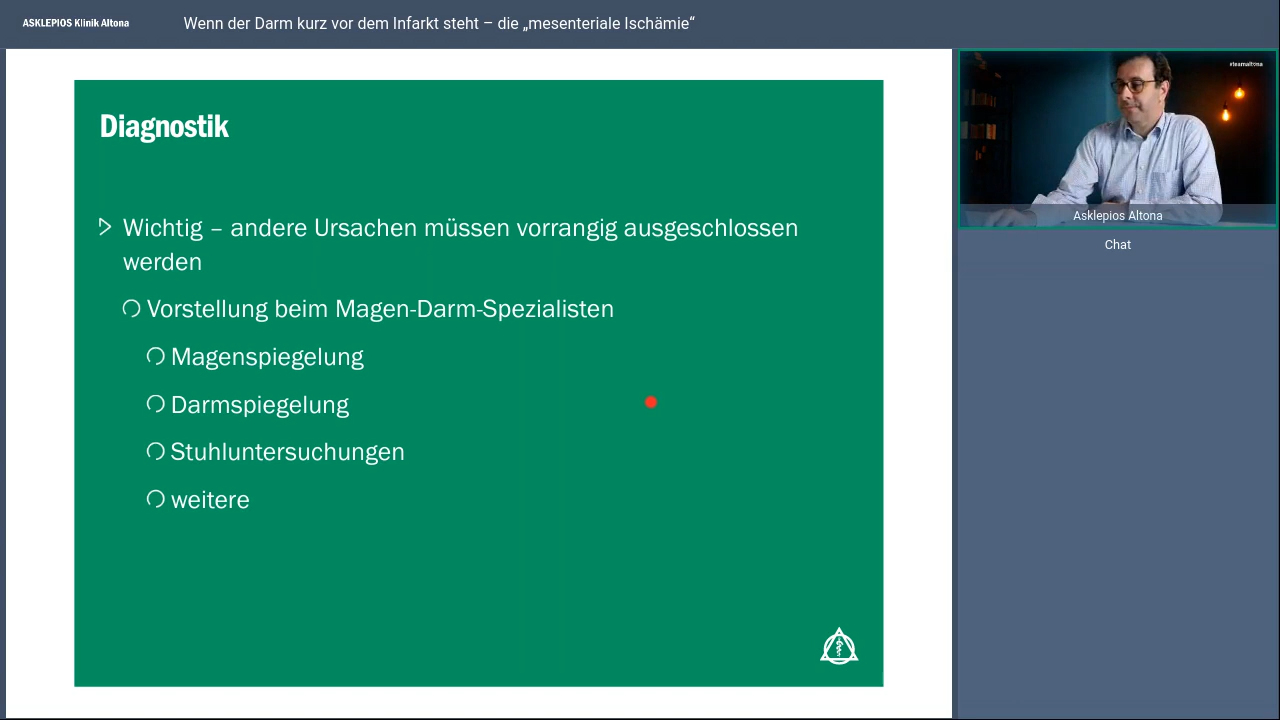 ASKLEPIOS Klinik Altona
Wenn der Darm kurz vor dem Infarkt steht – die „mesenteriale Ischämie“
Diagnostik
Wichtig – andere Ursachen müssen vorrangig ausgeschlossen
werden
Vorstellung beim Magen-Darm-Spezialisten
Magenspiegelung
Darmspiegelung
Stuhluntersuchungen
weitere
#teamaltona
Asklepios Altona
Chat